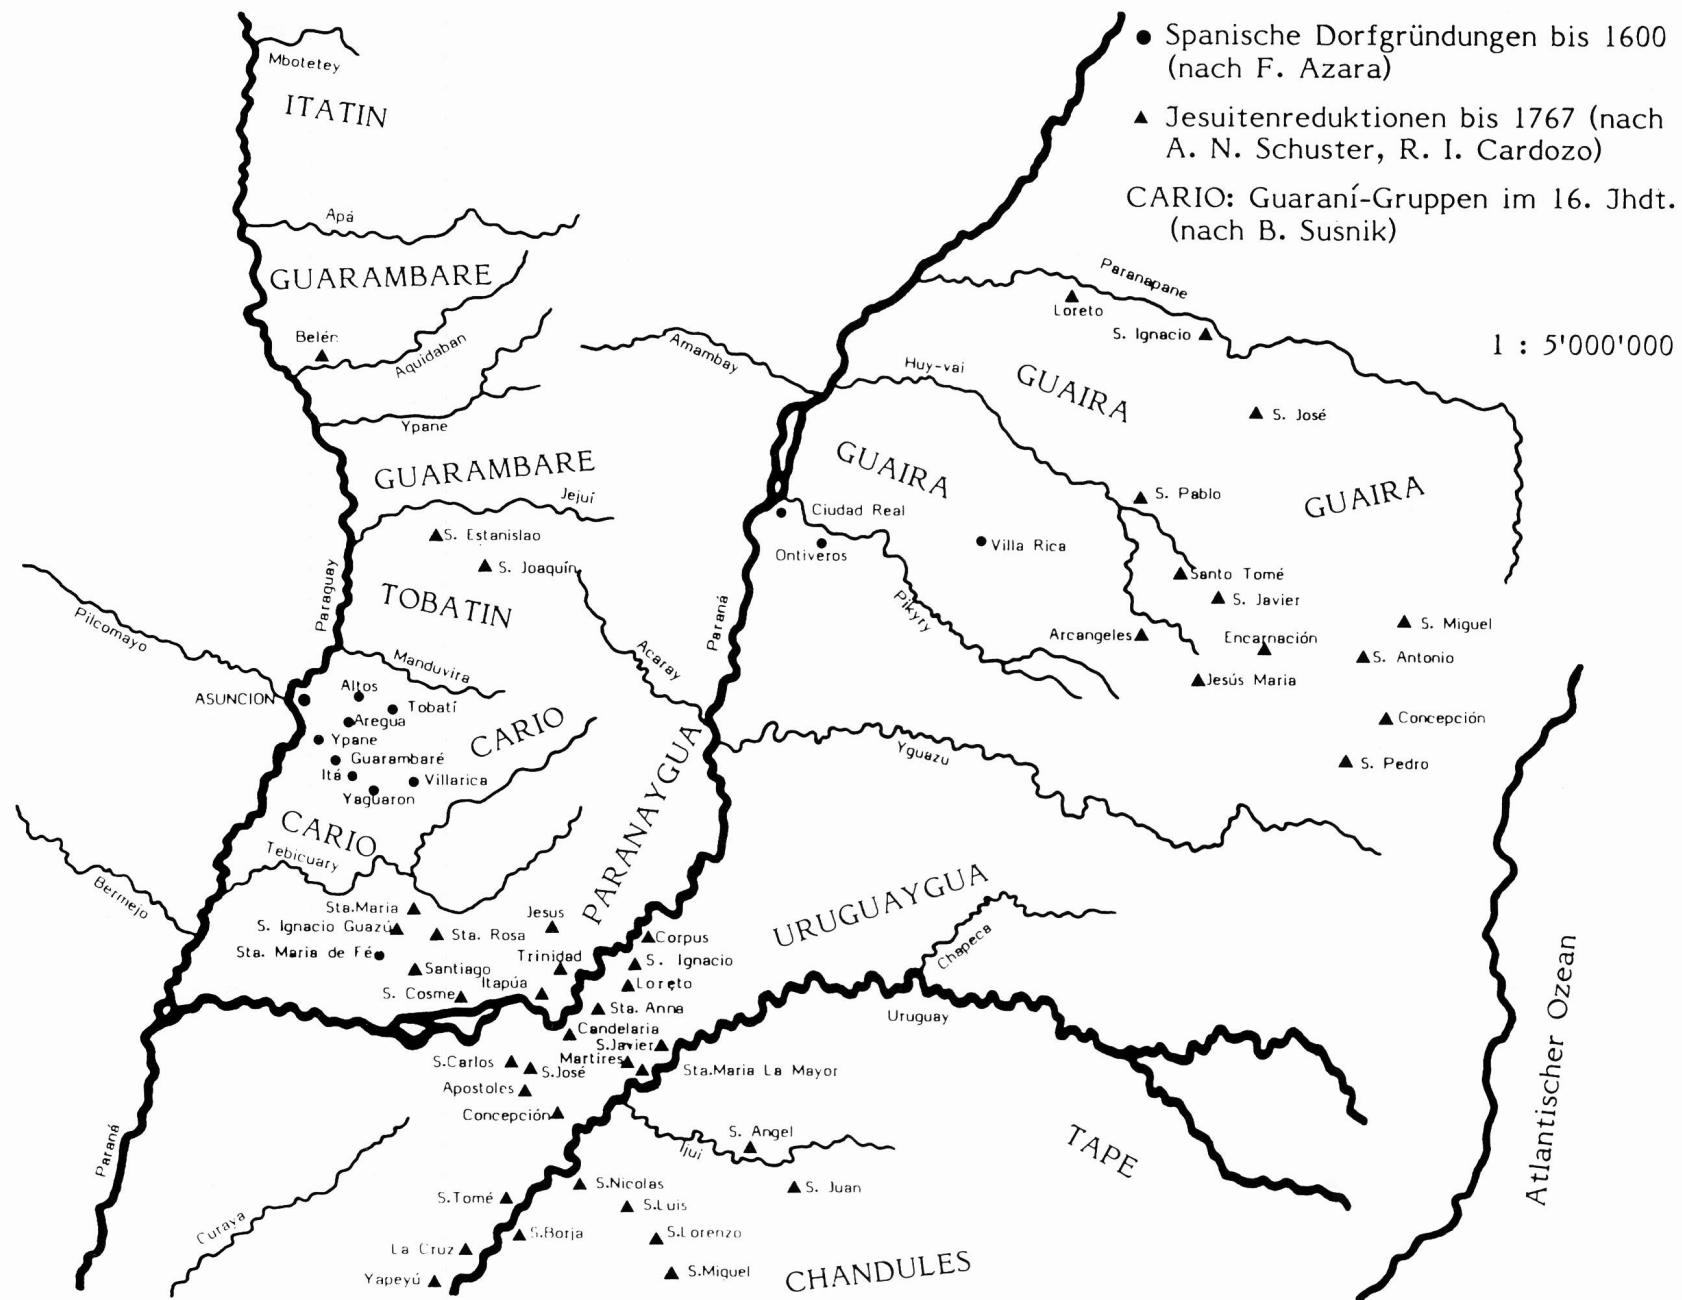 Spanische Dorfgründungen bis 1600
(nach F. Azara)
Jesuitenreduktionen bis 1767 (nach
A. N. Schuster, R. I. Cardozo)
CARIO: Guaraní-Gruppen im 16. Jhdt.
(nach B. Susnik)
1 : 5'000'000
Mbotetey
ITATIN
Apá
GUARAMBARE
Belén
Aquidaban
Ypane
GUARAMBARE
Jejuí
S. Estanislao
S. Joaquín
TOBATIN
Paraguay
Pilcomayo
Manduvira
ASUNCION
Altos
Tobatí
Aregua
Ypane
Guarambaré
Itá
Villarica
Yaguaron
CARIO
CARIO
Tebicuary
Bermejo
Acaray
Paraná
PARANAYGUA
Amambay
Huy-vai
Paranapane
Loreto
S. Ignacio
GUAIRA
S. José
GUAIRA
GUAIRA
S. Pablo
Ciudad Real
Ontiveros
Villa Rica
Pikyry
Santo Tomé
S. Javier
Arcangeles
Encarnación
Jesús Maria
S. Miguel
S. Antonio
Concepción
S. Pedro
Yguazu
URUGUAYGUA
Chapeca
Uruguay
Atlantischer Ozean
Sta.Maria
S. Ignacio Guazú
Sta. Rosa
Sta. Maria de Fé
Santiago
S. Cosme
Jesus
Trinidad
Itapúa
Corpus
S. Ignacio
Loreto
Sta. Anna
Candelaria
S.Javier
Martires
Sta.Maria La Mayor
S.Carlos
S.José
Apostoles
Concepción
Paraná
Curaya
Ijui
S. Angel
S. Juan
TAPE
S.Nicolas
S.Tomé
S.Luis
S.Borja
S.Lorenzo
La Cruz
S.Miguel
Yapeyú
CHANDULES